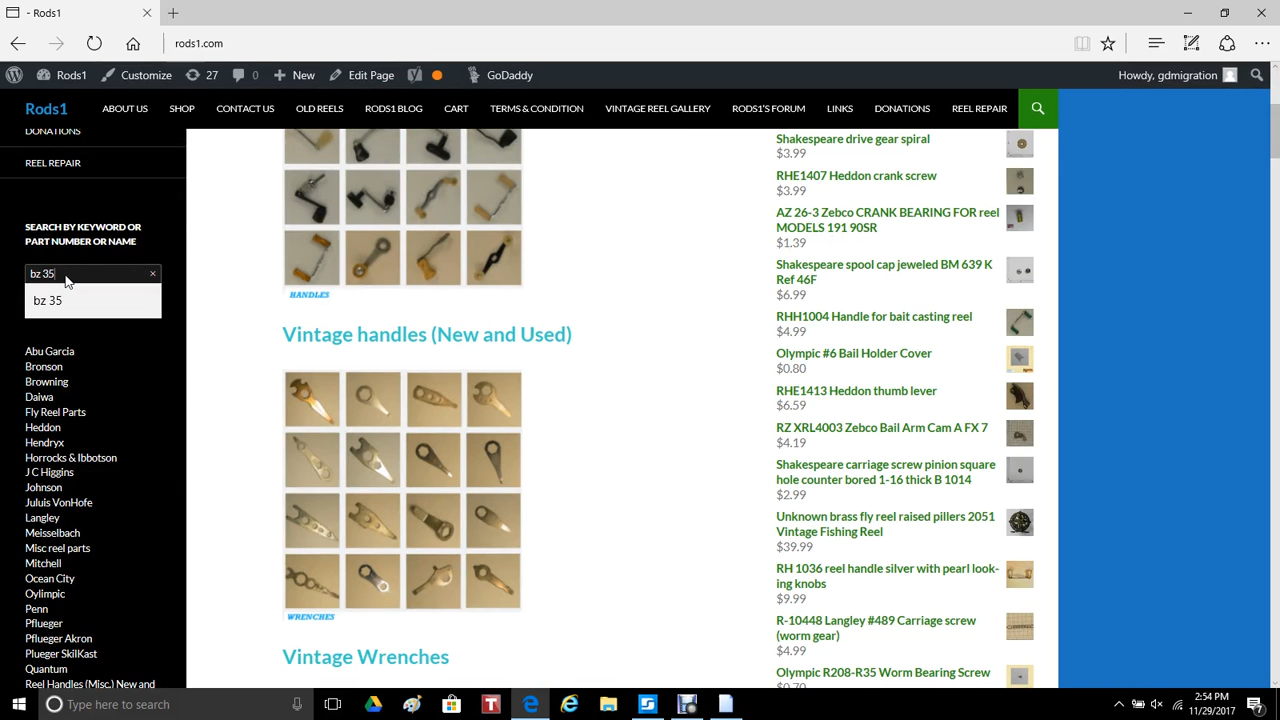 - Rods1
rods1.com
Rods1
Customize
27
0
New
Edit Page
GoDaddy
Howdy, gdmigration
Rods1
ABOUT US
SHOP
CONTACT US
OLD REELS
RODS1 BLOG
CART
TERMS & CONDITION
VINTAGE REEL GALLERY
RODS1'S FORUM
LINKS
DONATIONS
REEL REPAIR
DONATIONS
REEL REPAIR
SEARCH BY KEYWORD OR
PART NUMBER OR NAME
bz 35
bz 35
Abu Garcia
Bronson
Browning
Daiwa
Fly Reel Parts
Heddon
Hendryx
Horrocks & Ibbotson
J C Higgins
Johnson
Juluis VonHofe
Langley
Meisselbach
Misc reel parts
Mitchell
Ocean City
Oylimpic
Penn
Pflueger
Pflueger Akron
Pflueger SkilKast
Quantum
Reel Handles (Misc.) New and
HANDLES
Vintage handles (New and Used)
WRENCHES
Vintage Wrenches
Shakespeare drive gear spiral
$3.99
RHE1407 Heddon crank screw
$3.99
AZ 26-3 Zebco CRANK BEARING FOR reel
MODELS 191 90SR
$1.39
Shakespeare spool cap jeweled BM 639 K
Ref 46F
$6.99
RHH1004 Handle for bait casting reel
$4.99
Olympic #6 Bail Holder Cover
$0.80
RHE1413 Heddon thumb lever
$6.59
RZ XRL4003 Zebco Bail Arm Cam A FX 7
$4.19
Shakespeare carriage screw pinion square
hole counter bored 1-16 thick B 1014
$2.99
Unknown brass fly reel raised pillers 2051
Vintage Fishing Reel
$39.99
RH 1036 reel handle silver with pearl look-
ing knobs
$9.99
R-10448 Langley #489 Carriage screw
(worm gear)
$4.99
Olympic R208-R35 Worm Bearing Screw
$0.70
Type here to search
2:54 PM
11/29/2017